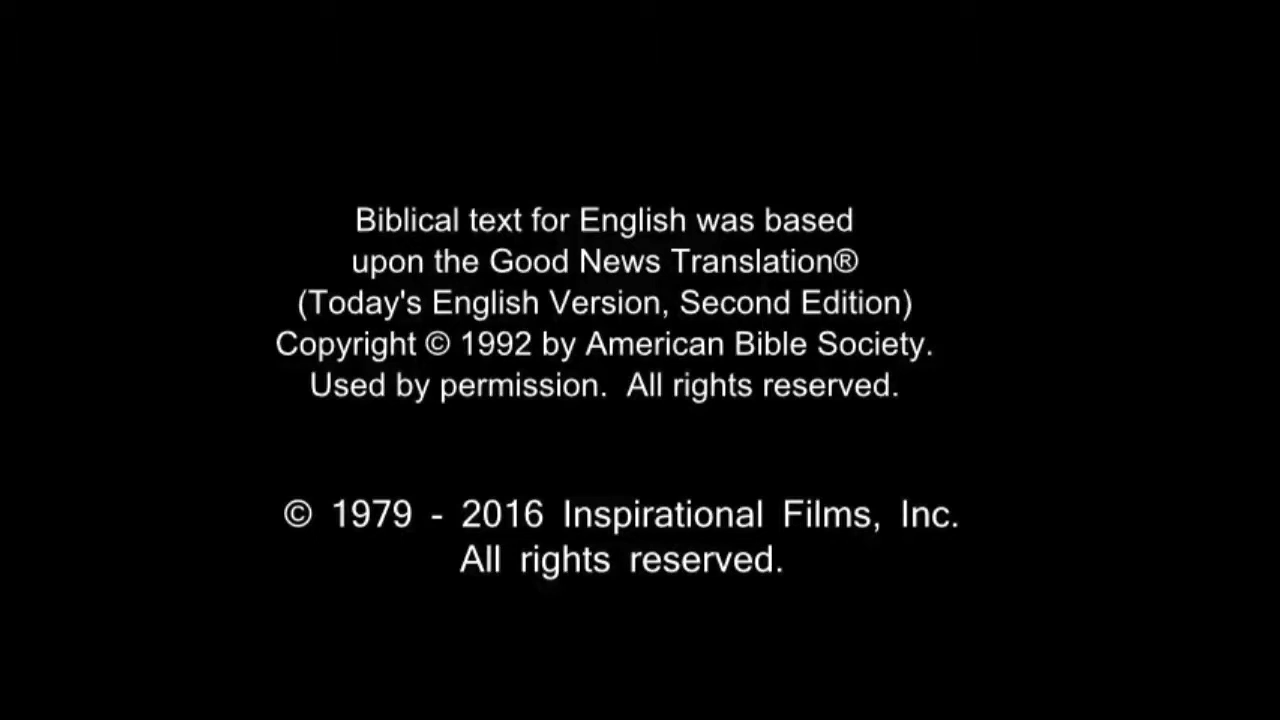 Biblical text for English was based
upon the Good News Translation®
(Today's English Version, Second Edition)
Copyright © 1992 by American Bible Society.
Used by permission.  All rights reserved.
© 1979 - 2016 Inspirational Films, Inc.
All rights reserved.